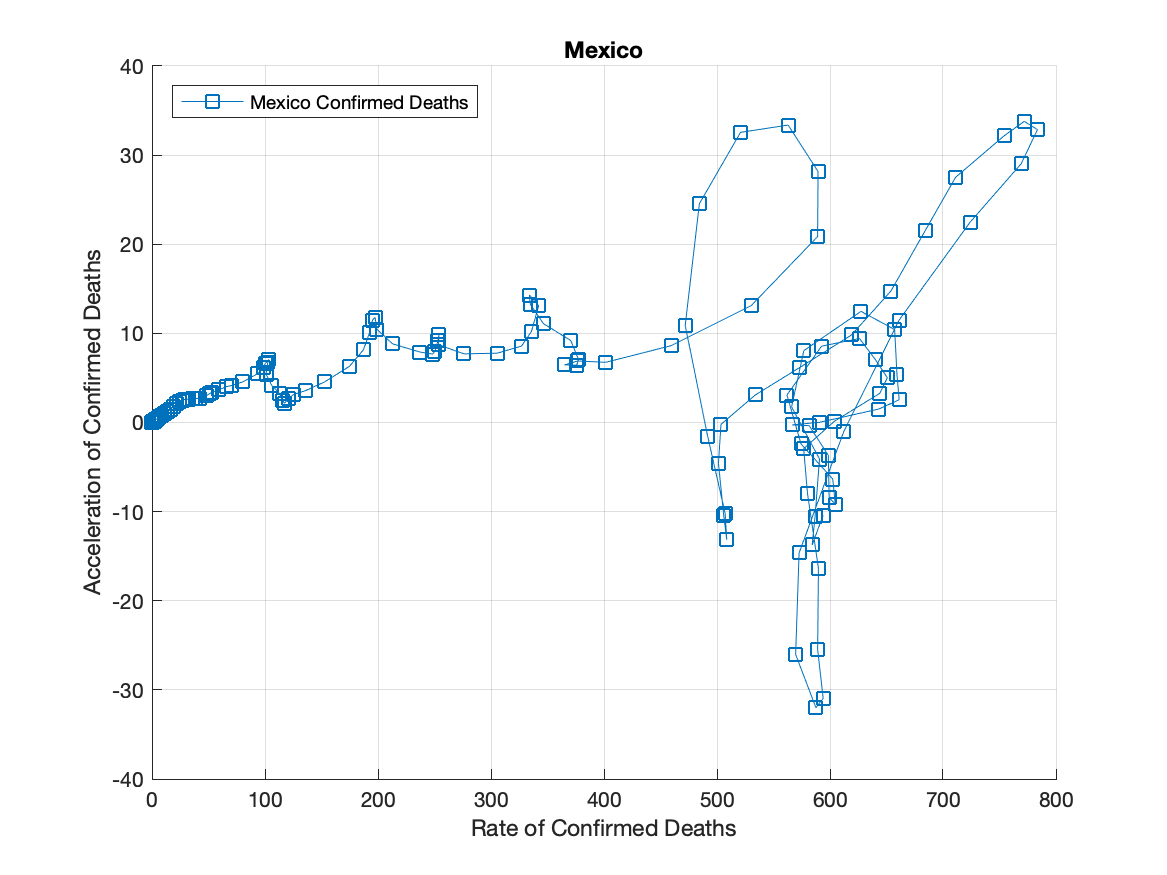 Mexico
Mexico Confirmed Deaths
40
30
20
10
0
-10
-20
-30
-40
Acceleration of Confirmed Deaths
0 100 200 300 400 500 600 700 800
Rate of Confirmed Deaths